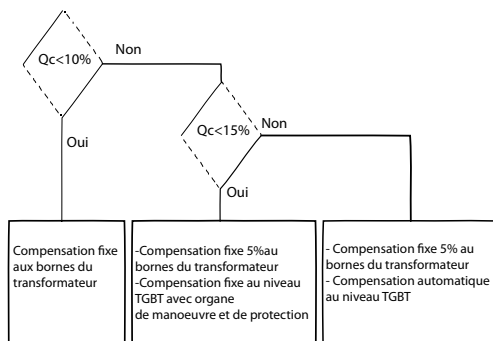 Qc<10%
Non
Oui
Qc<15%
Non
Oui
Compensation fixe
aux bornes du
transformateur
-Compensation fixe 5%au
bornes du transformateur
-Compensation fixe au niveau
TGBT avec organe
de manoeuvre et de protection
- Compensation fixe 5% au
bornes du transformateur
- Compensation automatique
au niveau TGBT